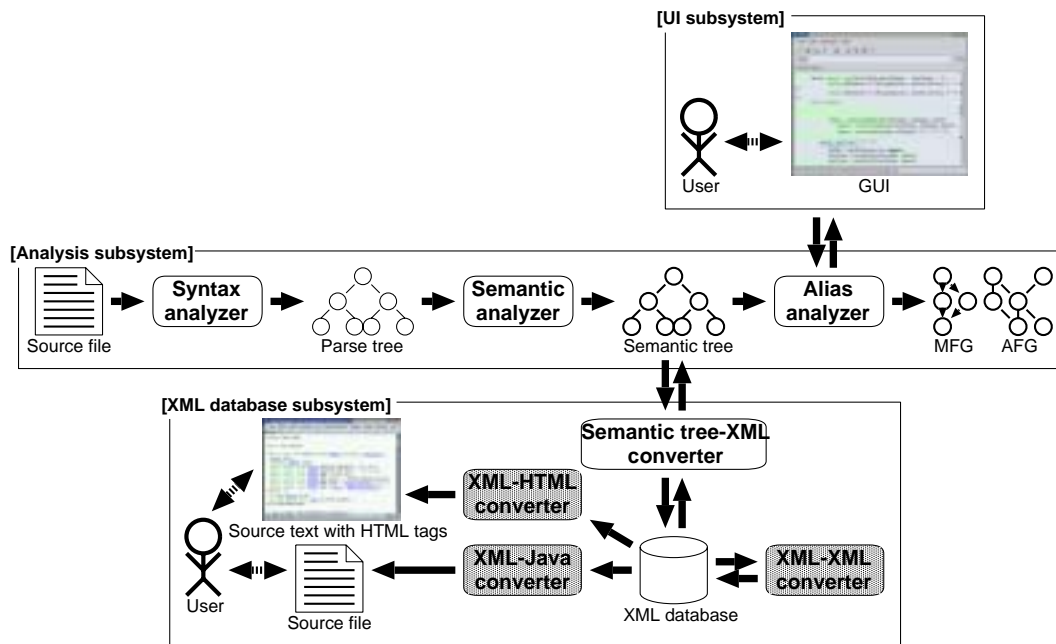 [UI subsystem]
User
GUI
[Analysis subsystem]
Source file
Syntax
analyzer
Parse tree
Semantic
analyzer
Semantic tree
Alias
analyzer
MFG
AFG
[XML database subsystem]
Semantic tree-XML
converter
XML-HTML
converter
Source text with HTML tags
User
Source file
XML-Java
converter
XML database
XML-XML
converter